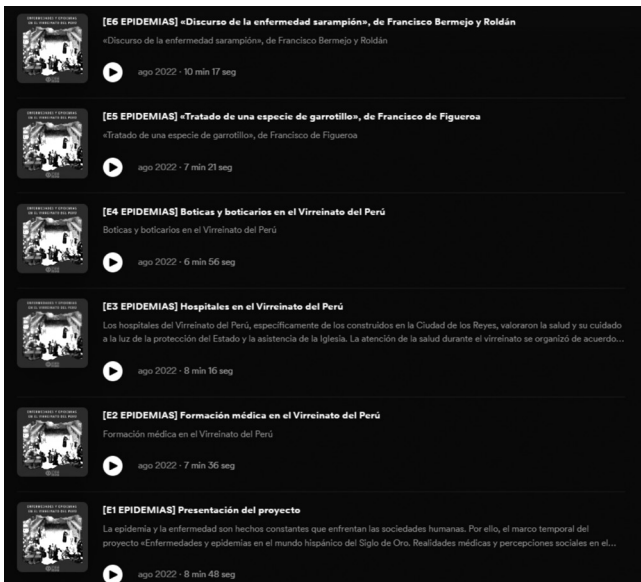 [E6 EPIDEMIAS] «Discurso de la enfermedad sarampión», de Francisco Bermejo y Roldán
«Discurso de la enfermedad sarampión», de Francisco Bermejo y Roldán
ago 2022 · 10 min 17 seg
[E5 EPIDEMIAS] «Tratado de una especie de garrotillo», de Francisco de Figueroa
«Tratado de una especie de garrotillo», de Francisco de Figueroa
ago 2022 · 7 min 21 seg
[E4 EPIDEMIAS] Boticas y boticarios en el Virreinato del Perú
Boticas y boticarios en el Virreinato del Perú
ago 2022 · 6 min 56 seg
[E3 EPIDEMIAS] Hospitales en el Virreinato del Perú
Los hospitales del Virreinato del Perú, específicamente de los construidos en la Ciudad de los Reyes, valoraron la salud y su cuidado
a la luz de la protección del Estado y la asistencia de la Iglesia. La atención de la salud durante el virreinato se organizó de acuerdo...
ago 2022 · 8 min 16 seg
[E2 EPIDEMIAS] Formación médica en el Virreinato del Perú
Formación médica en el Virreinato del Perú
ago 2022 · 7 min 36 seg
[E1 EPIDEMIAS] Presentación del proyecto
La epidemia y la enfermedad son hechos constantes que enfrentan las sociedades humanas. Por ello, el marco temporal del
proyecto «Enfermedades y epidemias en el mundo hispánico del Siglo de Oro. Realidades médicas y percepciones sociales en el...
ago 2022 · 8 min 48 seg